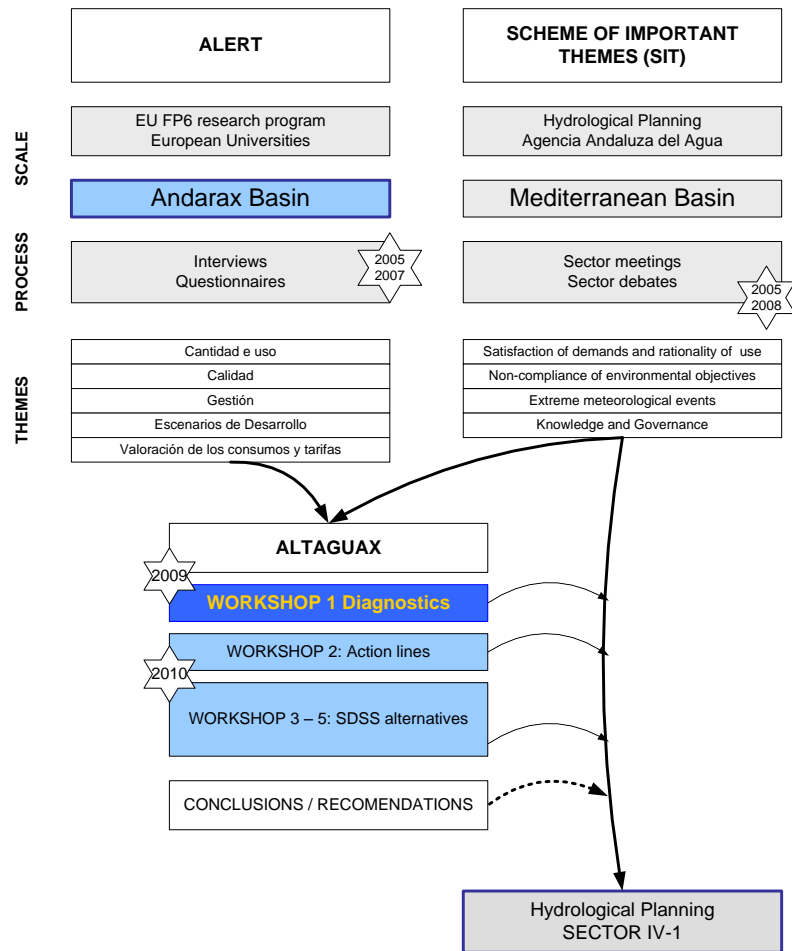 ALERT
SCHEME OF IMPORTANT
THEMES (SIT)
SCALE
EU FP6 research program
European Universities
Hydrological Planning
Agencia Andaluza del Agua
Andarax Basin
Mediterranean Basin
PROCESS
Interviews
Questionnaires
2005
2007
Sector meetings
Sector debates
2005
2008
THEMES
Cantidad e uso
Calidad
Gestión
Escenarios de Desarrollo
Valoración de los consumos y tarifas
Satisfaction of demands and rationality of use
Non-compliance of environmental objectives
Extreme meteorological events
Knowledge and Governance
ALTAGUAX
2009
WORKSHOP 1 Diagnostics
WORKSHOP 2: Action lines
2010
WORKSHOP 3 – 5: SDSS alternatives
CONCLUSIONS / RECOMENDATIONS
Hydrological Planning
SECTOR IV-1